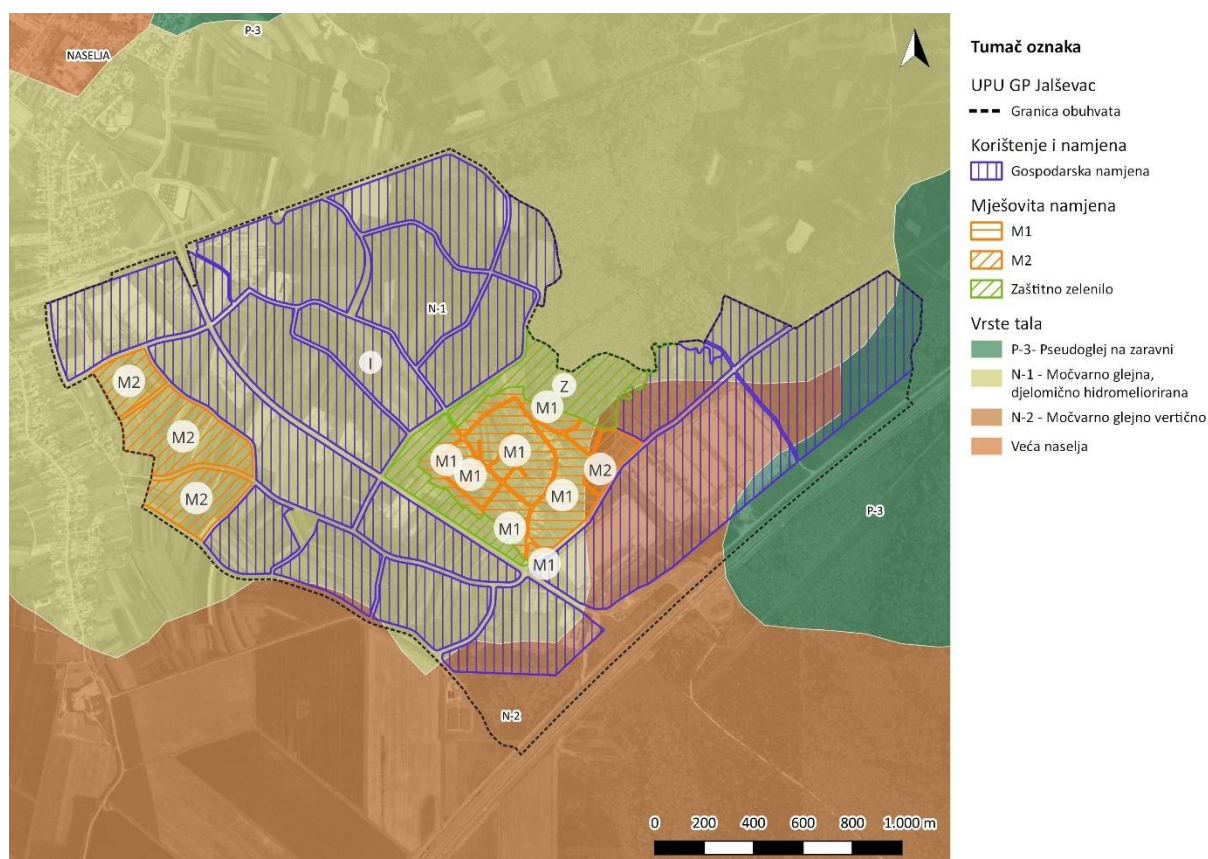 P-3
NASELJA
N-1
I
Z
M1
M2
M1
M2
M1
M1
M2
M1
M2
M1
M1
P-3
N-2
0 200 400 600 800 1.000 m
Tumač oznaka
UPU GP Jalševac
Granica obuhvata
Korištenje i namjena
Gospodarska namjena
Mješovita namjena
M1
M2
Zaštitno zelenilo
Vrste tala
P-3- Pseudoglej na zaravni
N-1 - Močvarno glejna,
djelomično hidromeliorirana
N-2 - Močvarno glejno vertično
Veća naselja